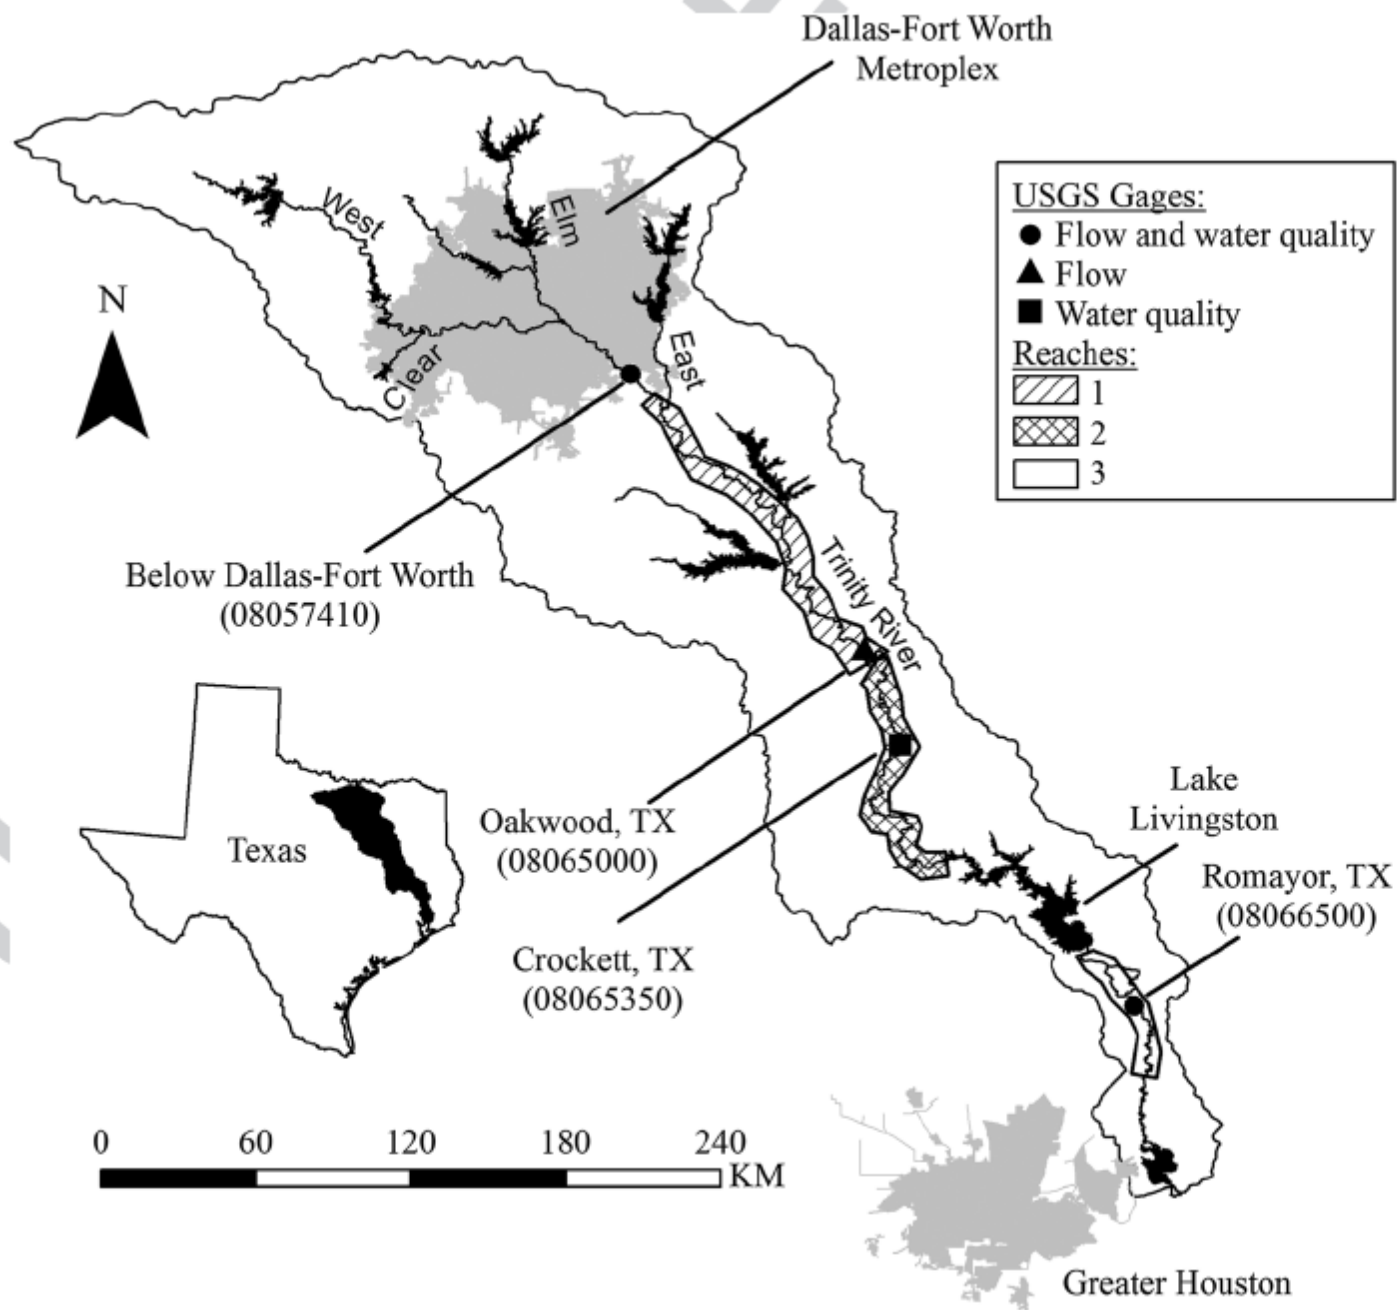 Dallas-Fort Worth
Metroplex
West
Elm
Clear
East
N
USGS Gages:
Flow and water quality
Flow
Water quality
Reaches:
1
2
3
Below Dallas-Fort Worth
(08057410)
Trinity River
Oakwood, TX
(08065000)
Crockett, TX
(08065350)
Lake
Livingston
Romayor, TX
(08066500)
Texas
0 60 120 180 240
KM
Greater Houston